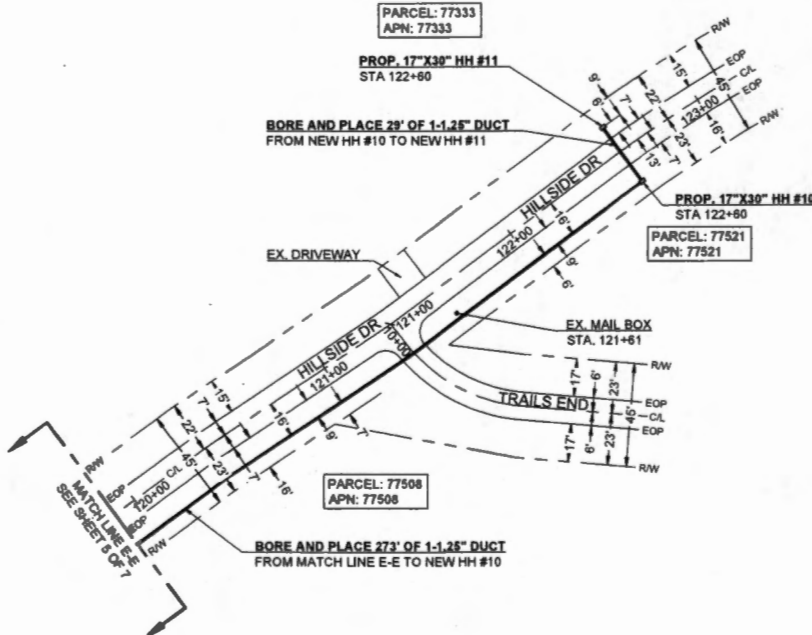 PARCEL: 77333
APN: 77333
PROP. 17"X30" HH #11
STA 122+60
BORE AND PLACE 29' OF 1-1.25" DUCT
FROM NEW HH #10 TO NEW HH #11
R/W
EOP
C/L
EOP
R/W
15'
45'
123+00
16'
9'
6'
7'
22'
23'
13'
7'
HILLSIDE DR
PROP. 17"X30" HH #10
STA 122+60
PARCEL: 77521
APN: 77521
16'
122+00
9'
6'
EX. DRIVEWAY
EX. MAIL BOX
STA. 121+61
121+00
10+00
HILLSIDE DR
121+00
TRAILS END
R/W
EOP
C/L
EOP
R/W
17'
6'
23'
45'
17'
6'
23'
15'
7'
22'
45'
23'
7'
16'
16'
9'
7'
R/W
EOP
C/L
120+00
EOP
R/W
MATCH LINE E-E
SEE SHEET 5 OF 7
PARCEL: 77508
APN: 77508
BORE AND PLACE 273' OF 1-1.25" DUCT
FROM MATCH LINE E-E TO NEW HH #10